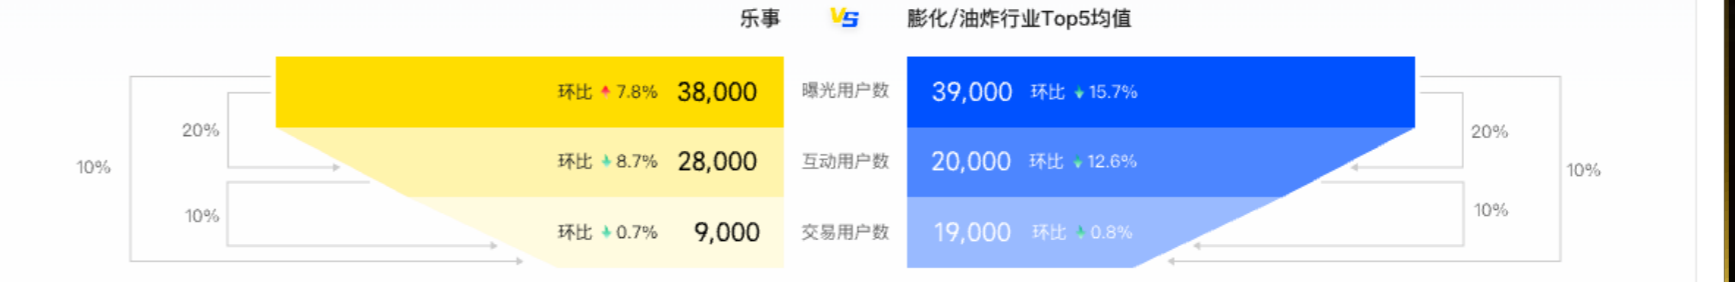 乐事 VS 膨化/油炸行业Top5均值
环比 7.8% 38,000 曝光用户数 39,000 环比 15.7%
20% 20%
环比 8.7% 28,000 互动用户数 20,000 环比 12.6%
10% 10%
10% 10%
环比 0.7% 9,000 交易用户数 19,000 环比 0.8%